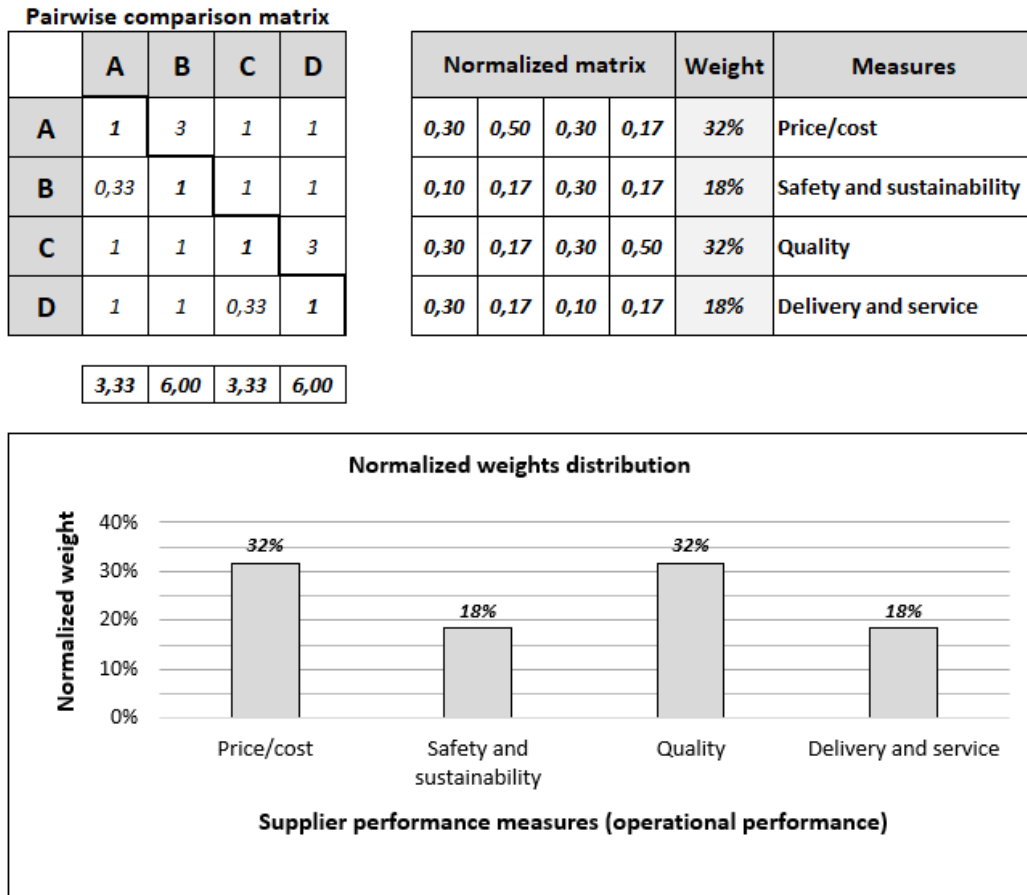 Pairwise comparison matrix
A B C D
Normalized matrix Weight Measures
A 1 3 1 1
0,30 0,50 0,30 0,17 32% Price/cost
B 0,33 1 1 1
0,10 0,17 0,30 0,17 18% Safety and sustainability
C 1 1 1 3
0,30 0,17 0,30 0,50 32% Quality
D 1 1 0,33 1
0,30 0,17 0,10 0,17 18% Delivery and service
3,33 6,00 3,33 6,00
Normalized weights distribution
Normalized weight
40%
30%
20%
10%
0%
32%
18%
32%
18%
Price/cost
Safety and
sustainability
Quality
Delivery and service
Supplier performance measures (operational performance)